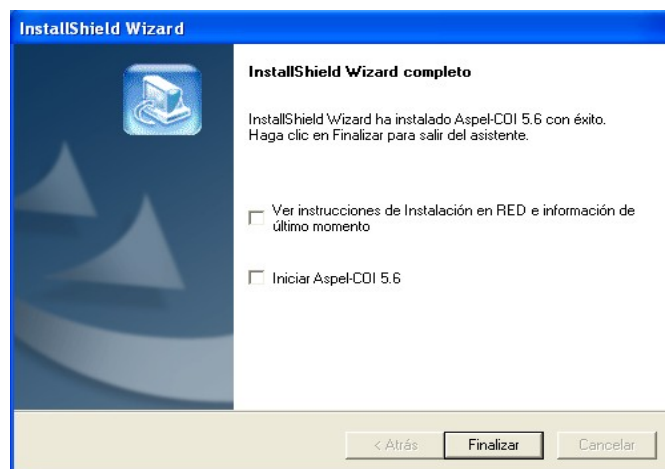 InstallShield Wizard
InstallShield Wizard completo
InstallShield Wizard ha instalado Aspel-COI 5.6 con éxito.
Haga clic en Finalizar para salir del asistente.
Ver instrucciones de Instalación en RED e información de
último momento
Iniciar Aspel-COI 5.6
< Atrás
Finalizar
Cancelar